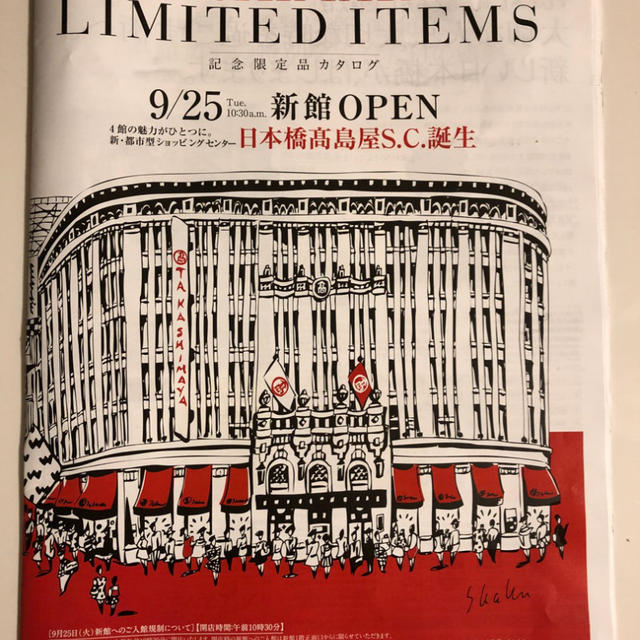 LIMITED ITEMS
記念限定品カタログ
9/25 Tue. 10:30a.m. 新館OPEN
4館の魅力がひとつに。
新・都市型ショッピングセンター
日本橋髙島屋S.C.誕生
TAKASHIMAYA
[9月25日(火)新館へのご入館規制について]【開店時間:午前10時30分】